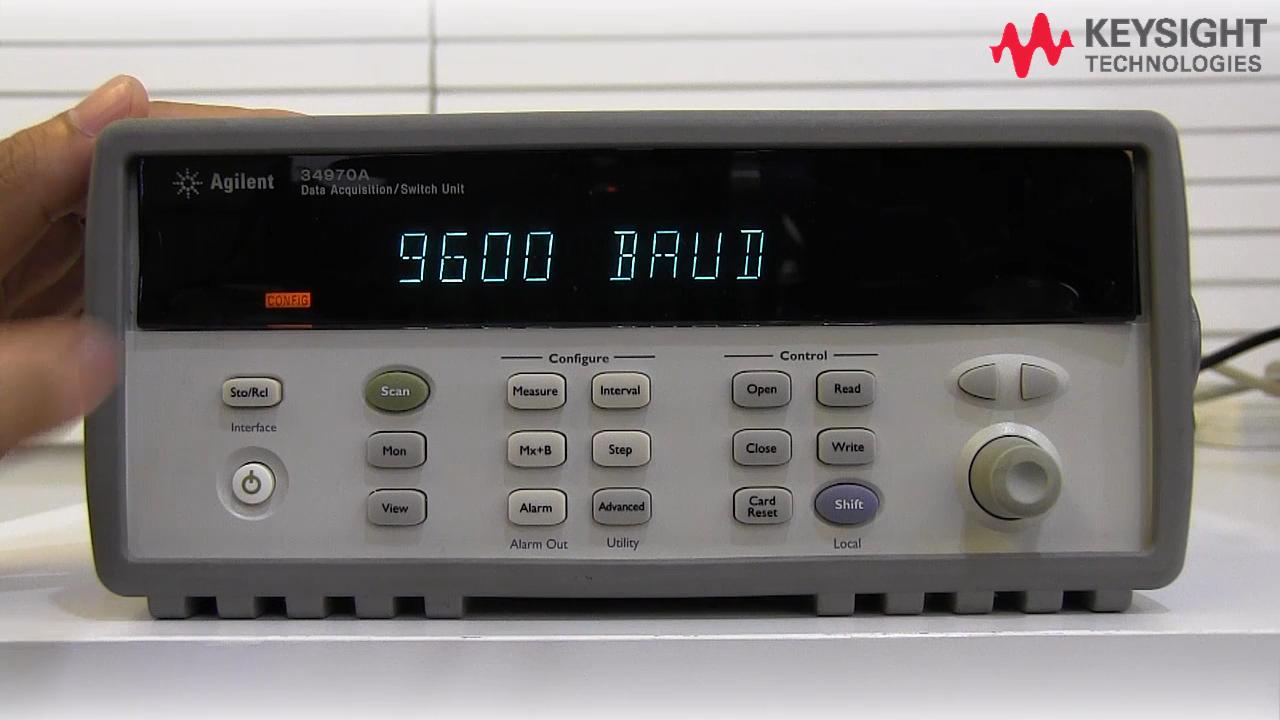 KEYSIGHT
TECHNOLOGIES
Agilent
34970A
Data Acquisition/Switch Unit
9600 BAUD
CONFIG
Configure
Control
Sto/Rcl
Scan
Measure
Interval
Open
Read
Interface
Mon
Mx+B
Step
Close
Write
View
Alarm
Advanced
Card
Reset
Shift
Alarm Out
Utility
Local